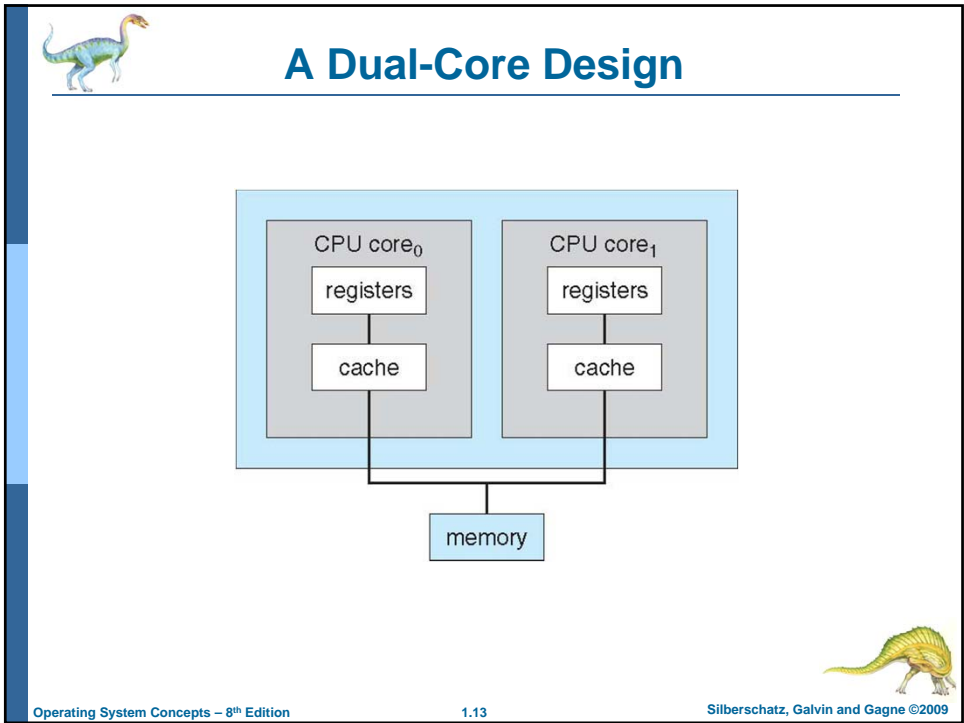 A Dual-Core Design
CPU core₀
registers
cache
CPU core₁
registers
cache
memory
Operating System Concepts – 8th Edition
1.13
Silberschatz, Galvin and Gagne ©2009